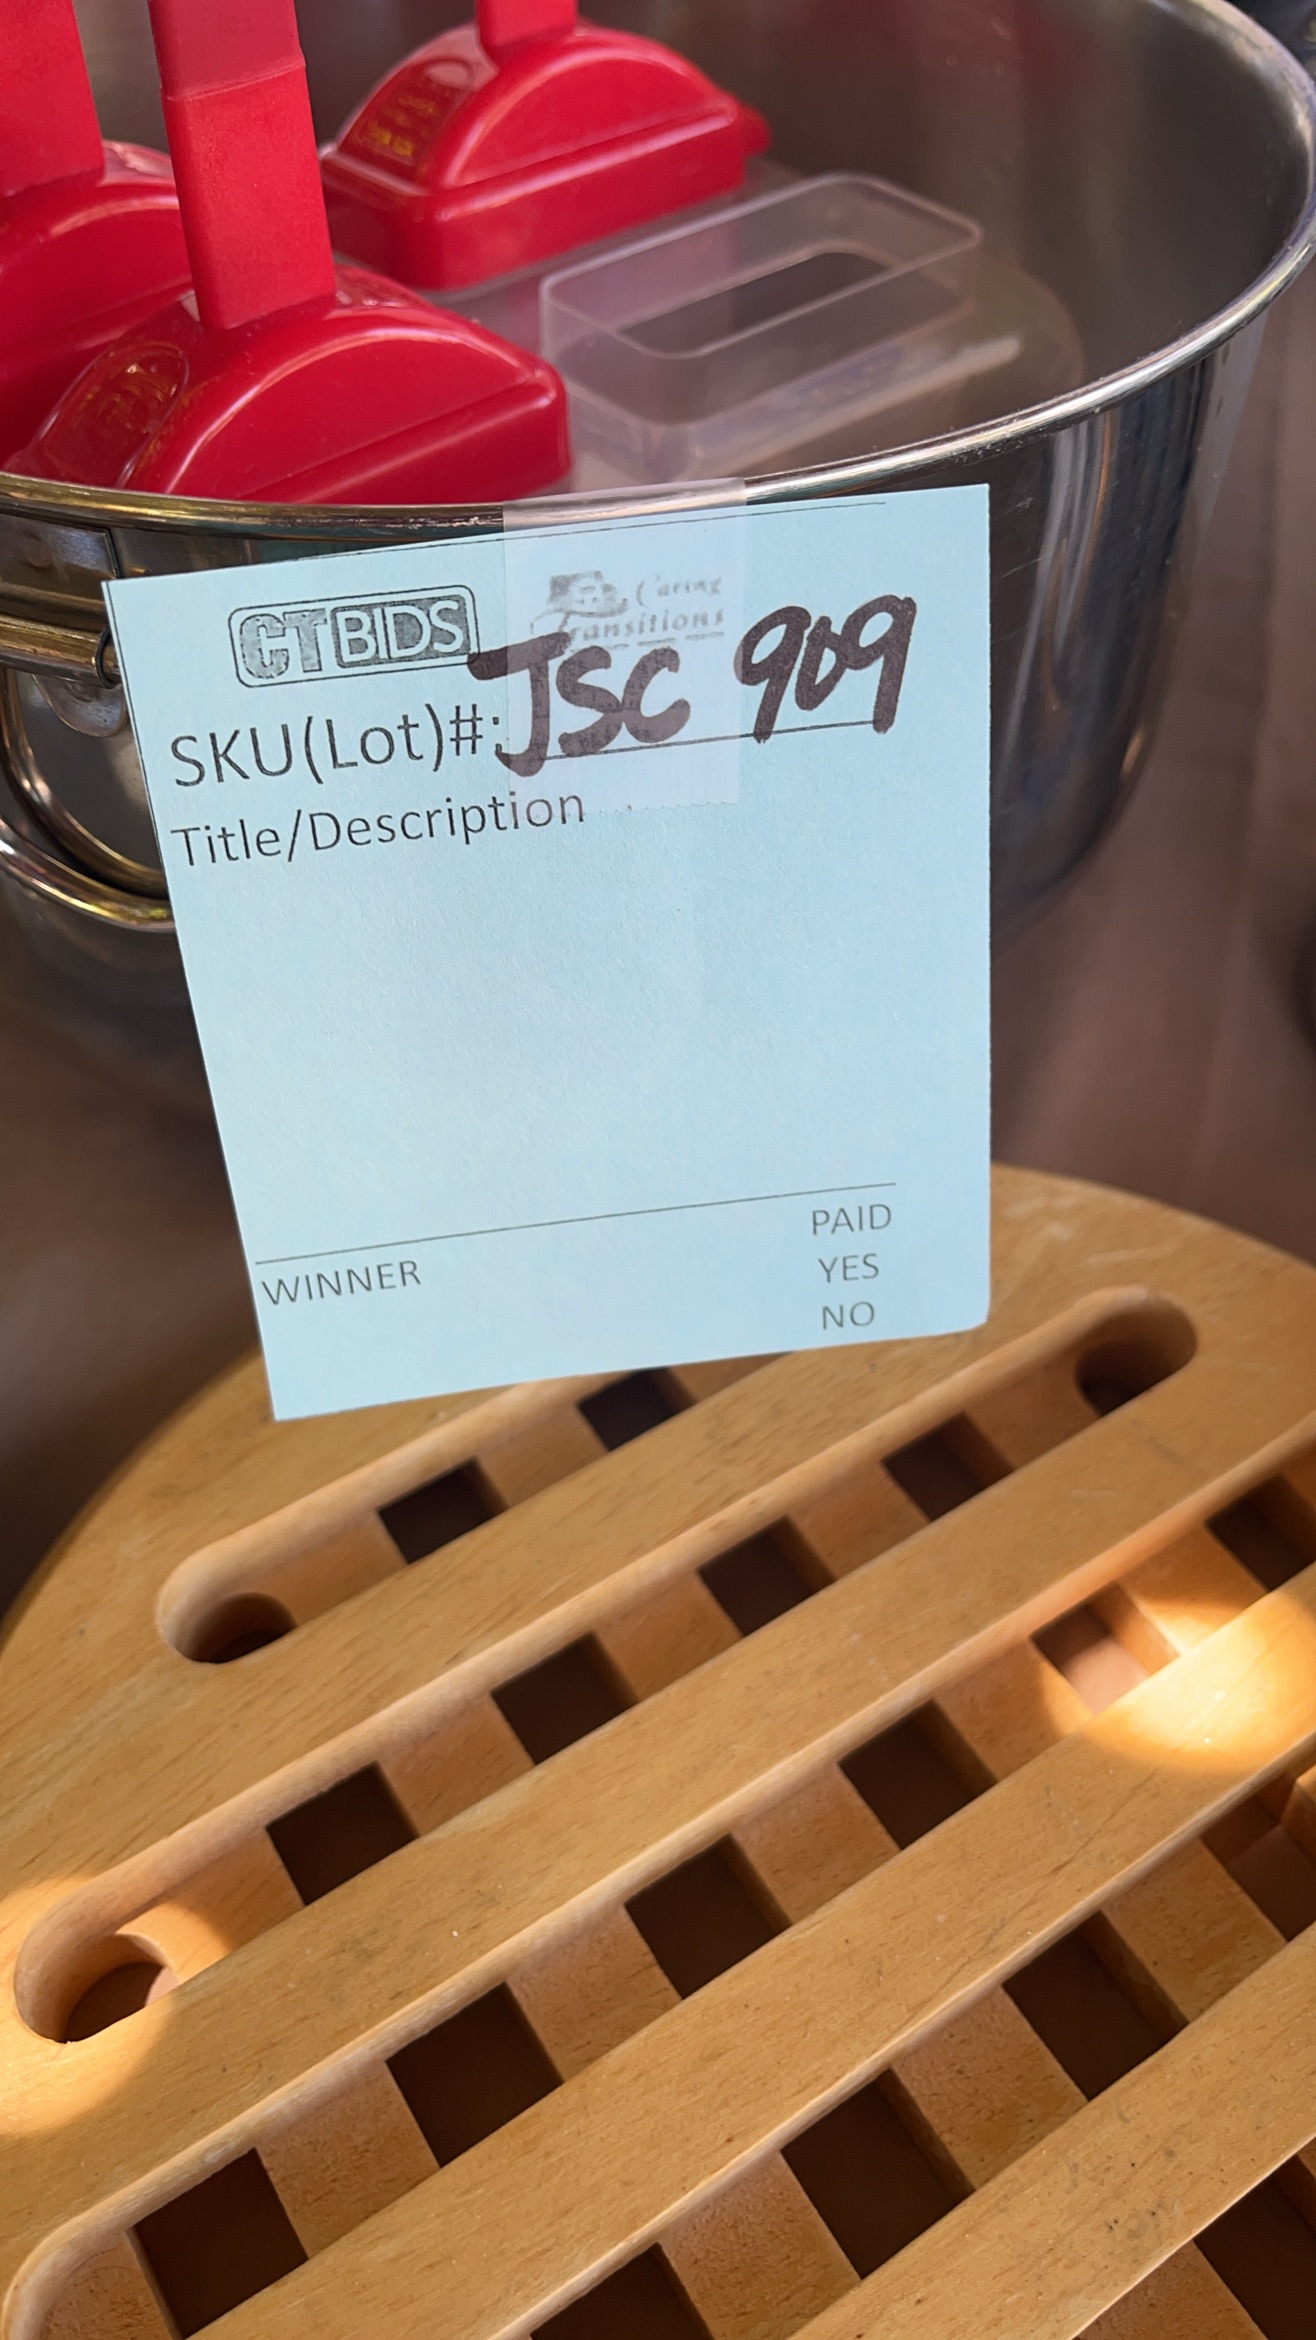 CTBIDS
Caring
Transitions
SKU(Lot)#: JSC 909
Title/Description
WINNER
PAID
YES
NO